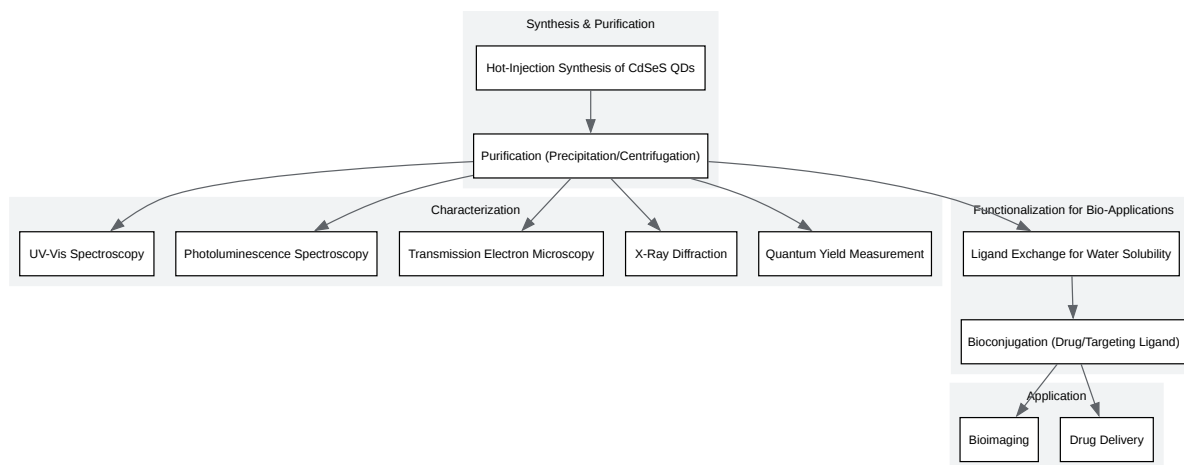 Synthesis & Purification
Hot-Injection Synthesis of CdSeS QDs
Purification (Precipitation/Centrifugation)
Characterization
UV-Vis Spectroscopy
Photoluminescence Spectroscopy
Transmission Electron Microscopy
X-Ray Diffraction
Quantum Yield Measurement
Functionalization for Bio-Applications
Ligand Exchange for Water Solubility
Bioconjugation (Drug/Targeting Ligand)
Application
Bioimaging
Drug Delivery